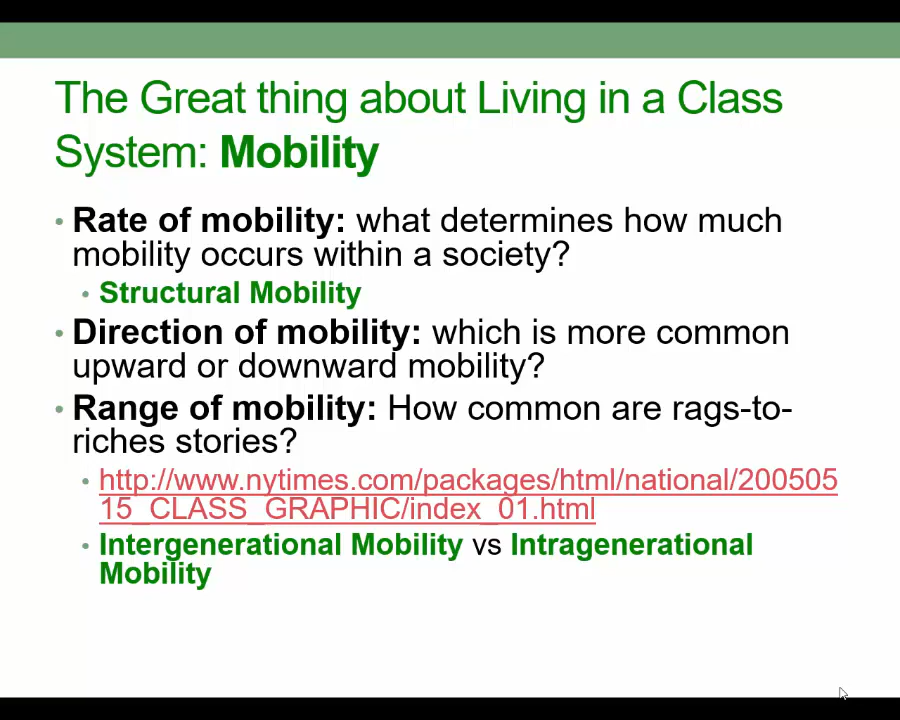 The Great thing about Living in a Class
System: Mobility
• Rate of mobility: what determines how much
mobility occurs within a society?
• Structural Mobility
• Direction of mobility: which is more common
upward or downward mobility?
• Range of mobility: How common are rags-to-
riches stories?
• http://www.nytimes.com/packages/html/national/200505
15_CLASS_GRAPHIC/index_01.html
• Intergenerational Mobility vs Intragenerational
Mobility